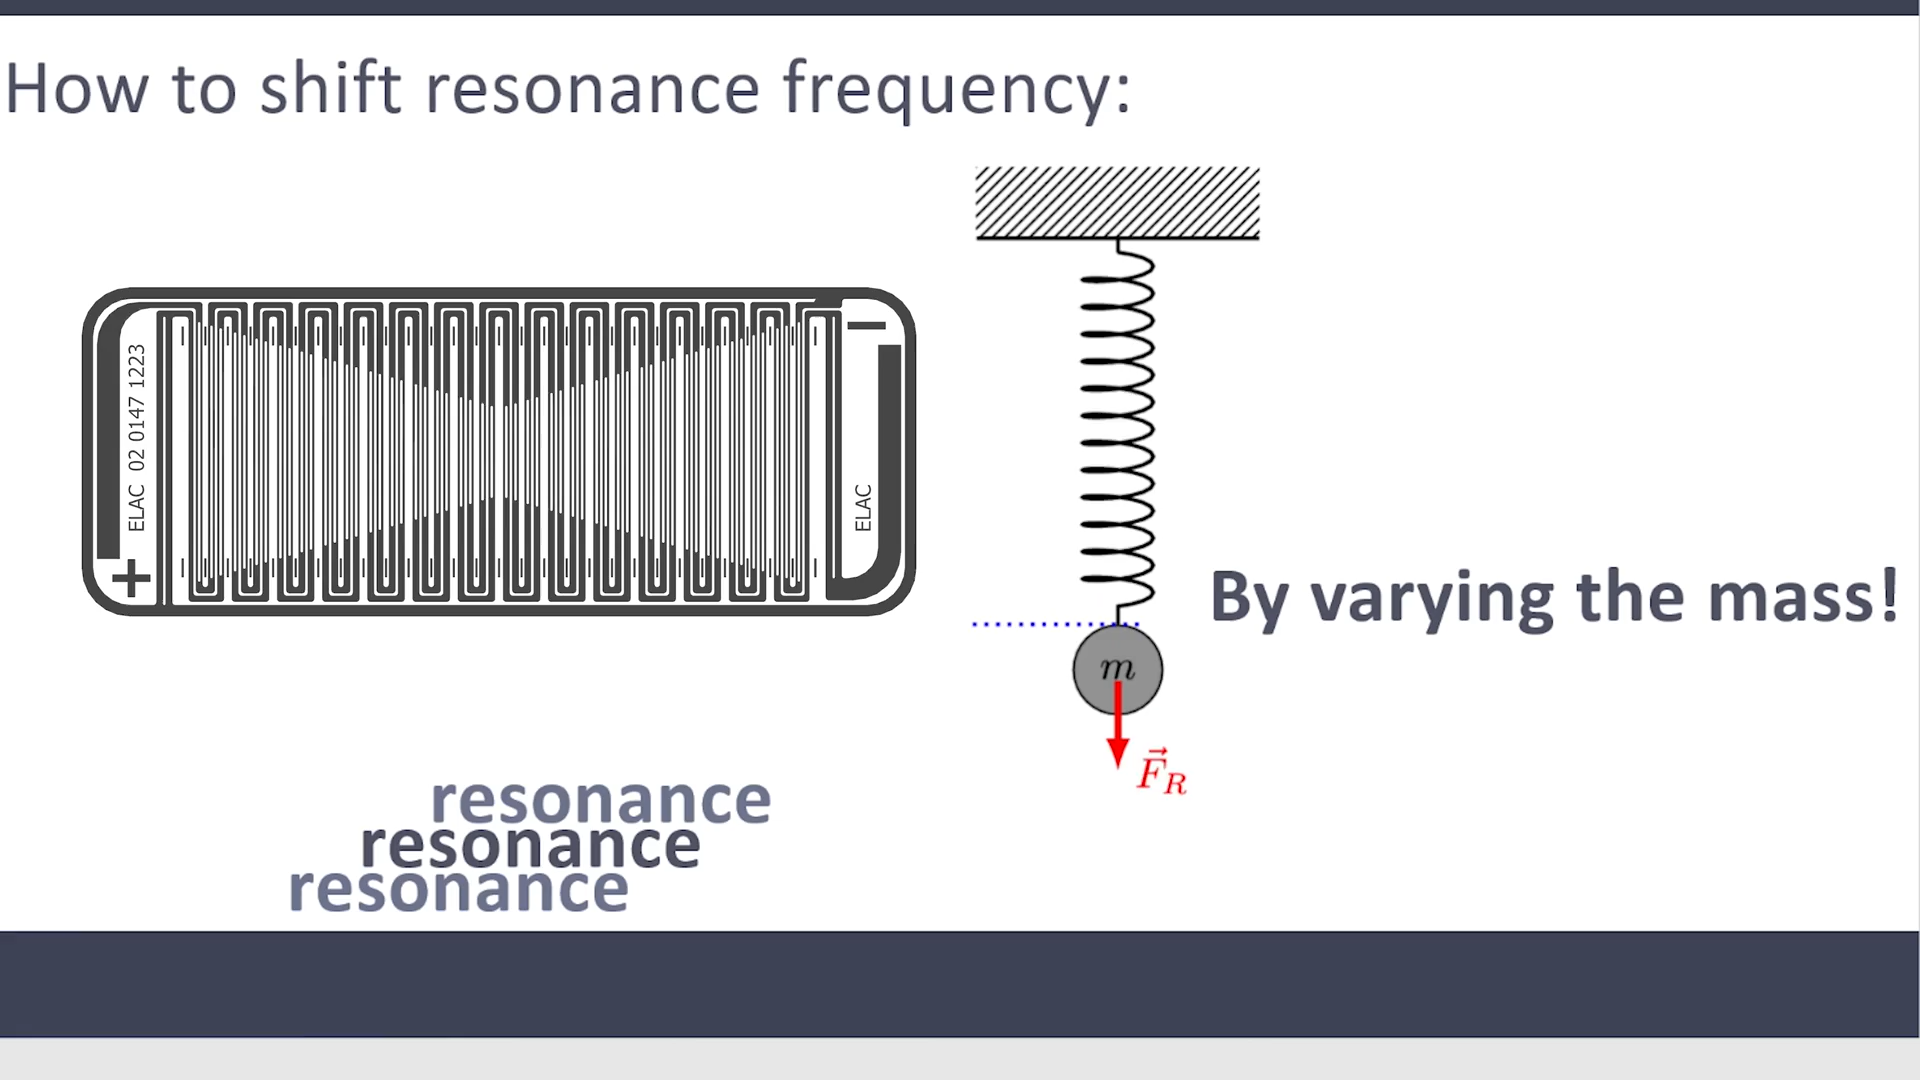 How to shift resonance frequency:
ELAC 02 0147 1223
+
−
ELAC
By varying the mass!
m
F⃗R
resonance
resonance
resonance